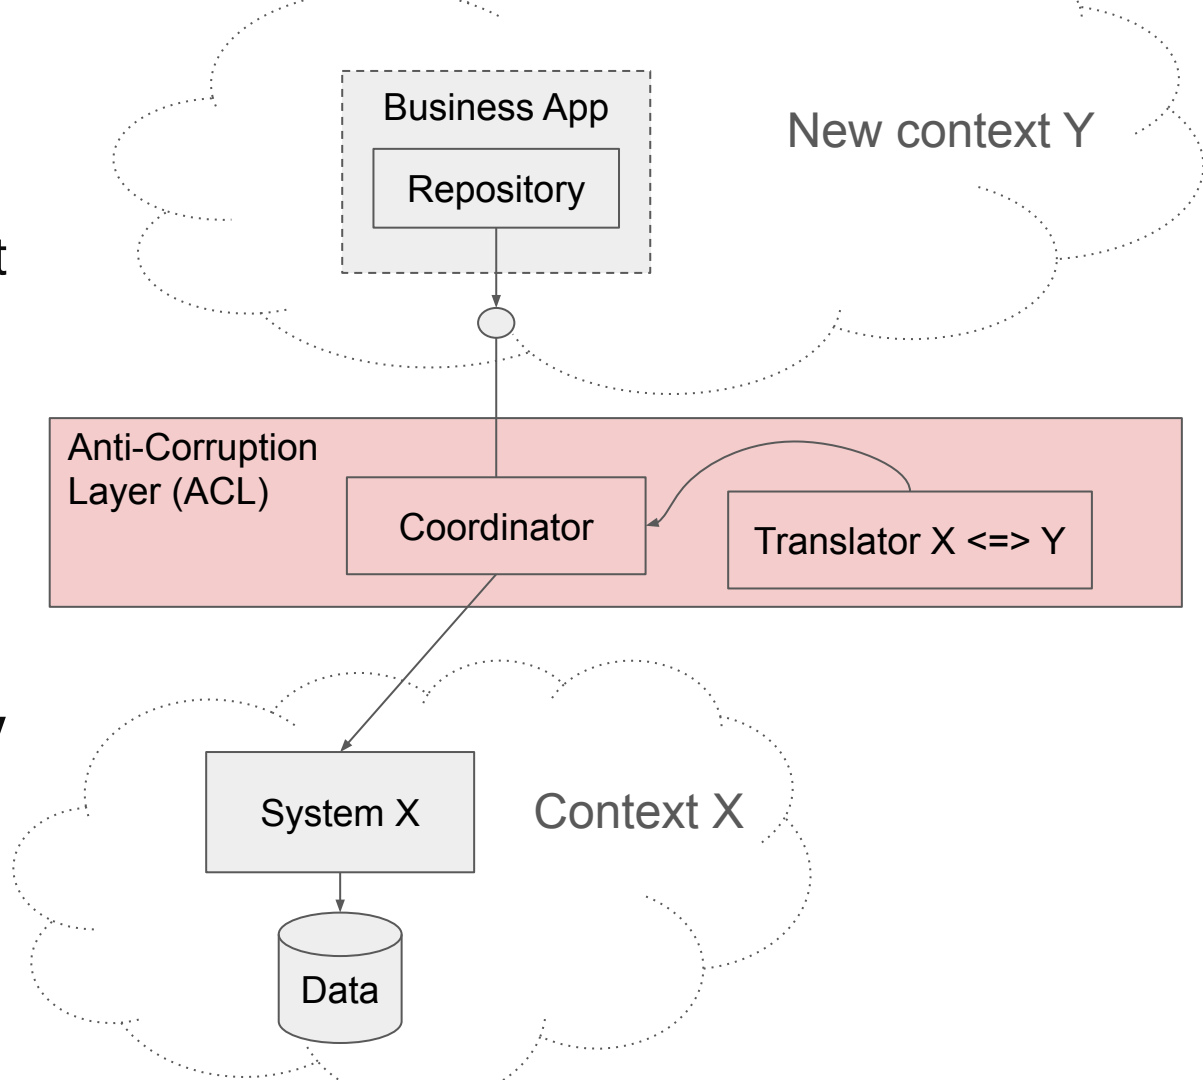 Business App
New context Y
Repository
t
Anti-Corruption
Layer (ACL)
Coordinator
Translator X <=> Y
System X
Context X
Data